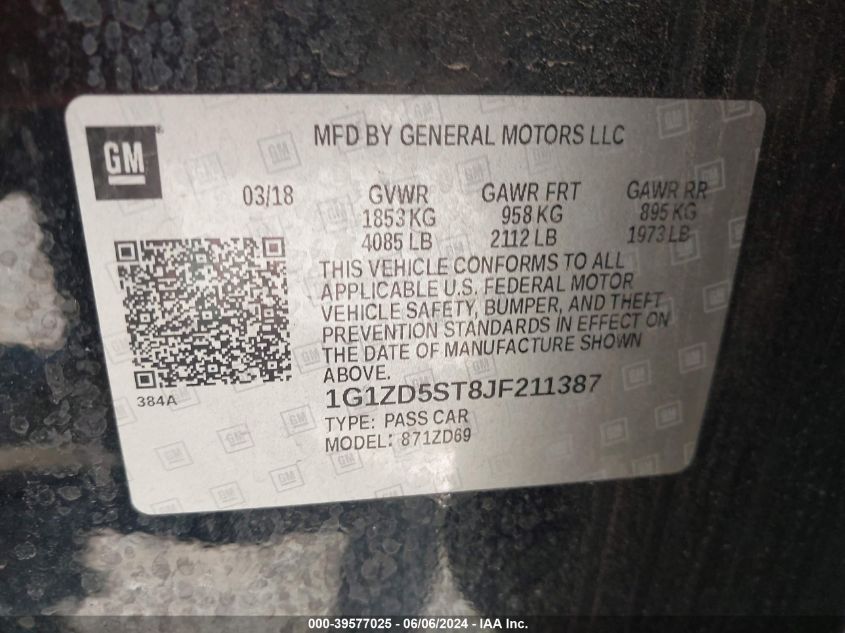 GM
MFD BY GENERAL MOTORS LLC
03/18 GVWR GAWR FRT GAWR RR
1853 KG 958 KG 895 KG
4085 LB 2112 LB 1973 LB
THIS VEHICLE CONFORMS TO ALL
APPLICABLE U.S. FEDERAL MOTOR
VEHICLE SAFETY, BUMPER, AND THEFT
PREVENTION STANDARDS IN EFFECT ON
THE DATE OF MANUFACTURE SHOWN
ABOVE.
384A
1G1ZD5ST8JF211387
TYPE: PASS CAR
MODEL: 871ZD69
000-39577025 - 06/06/2024 - IAA Inc.